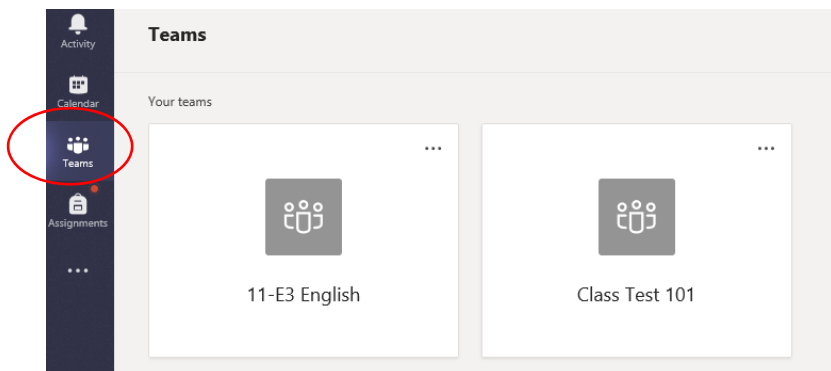 Activity
Calendar
Teams
Assignments
Teams
Your teams
11-E3 English
Class Test 101